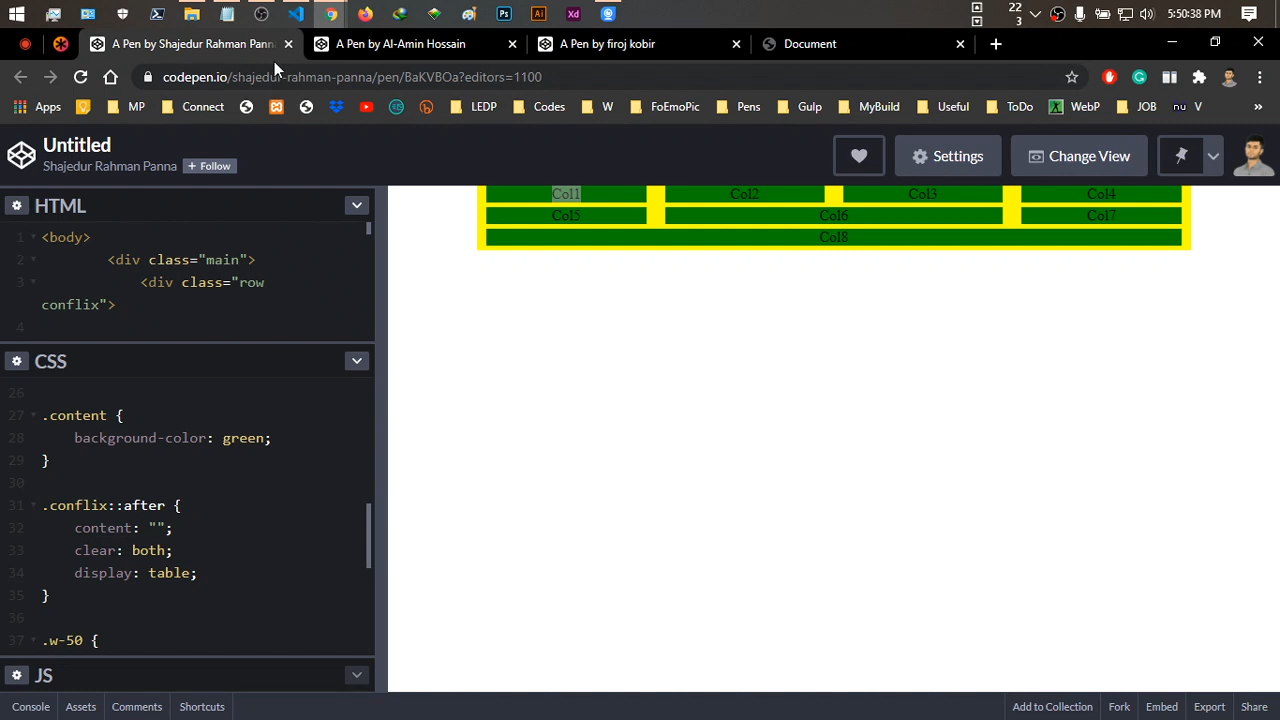 22
3
5:50:38 PM
Ps
Ai
Xd
A Pen by Shajedur Rahman Pann
A Pen by Al-Amin Hossain
A Pen by firoj kobir
Document
codepen.io/shajedur-rahman-panna/pen/BaKVBOa?editors=1100
Apps
MP
Connect
LEDP
Codes
W
FoEmoPic
Pens
Gulp
MyBuild
Useful
ToDo
WebP
JOB
nu V
»
Untitled
Shajedur Rahman Panna
+ Follow
Settings
Change View
HTML
1 <body>
2 <div class="main">
3 <div class="row
conflix">
4
CSS
26
27 .content {
28 background-color: green;
29 }
30
31 .conflix::after {
32 content: "";
33 clear: both;
34 display: table;
35 }
36
37 .w-50 {
JS
Col1 Col2 Col3 Col4
Col5 Col6 Col7
Col8
Console
Assets
Comments
Shortcuts
Add to Collection
Fork
Embed
Export
Share